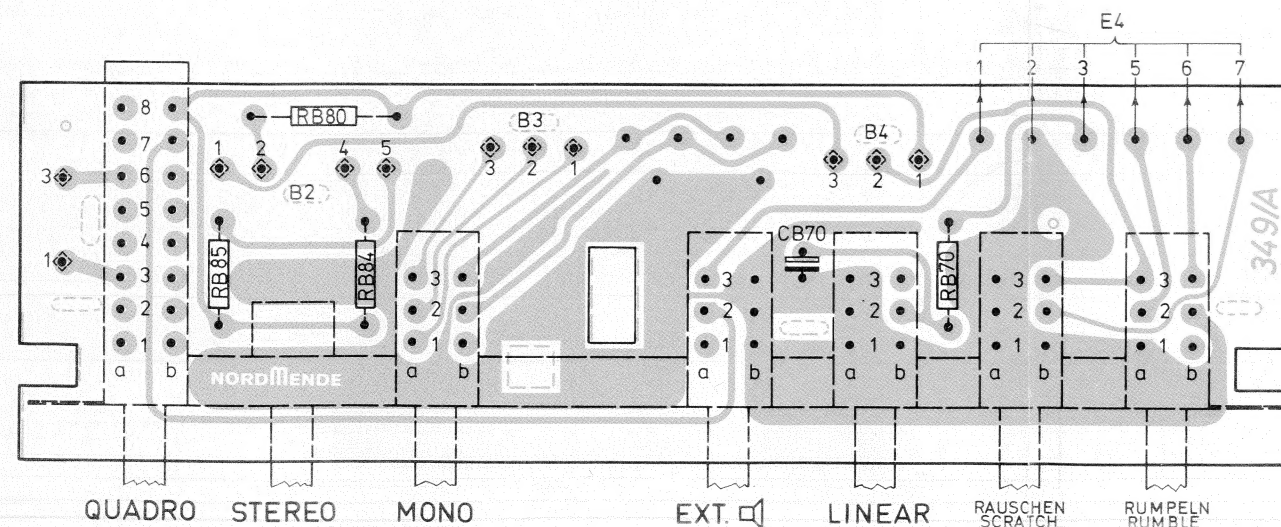 E4
1 2 3 5 6 7
RB80
B3
B4
8
7
3 6
5
4
1 3
2
1
a b
1 2 4 5
B2
3 2 1
3 2 1
RB85
RB84
3
2
1
a b
NORDMENDE
3
2
1
a b
CB70
3
2
1
RB70
3
2
1
a b
3
2
1
a b
349/A
QUADRO STEREO MONO EXT. LINEAR RAUSCHEN RUMPELN
SCRATCH RUMBLE